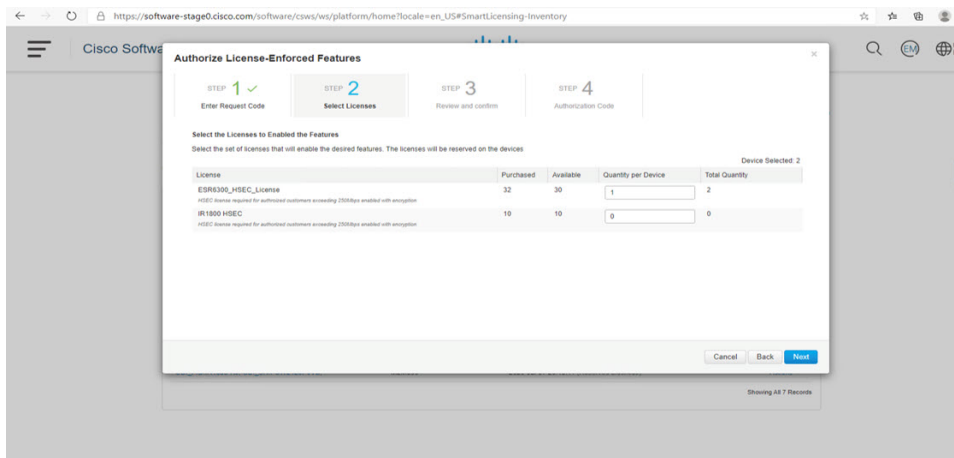 https://software-stage0.cisco.com/software/csws/ws/platform/home?locale=en_US#SmartLicensing-Inventory
Cisco Softwa
EM
Authorize License-Enforced Features
STEP 1
Enter Request Code
STEP 2
Select Licenses
STEP 3
Review and confirm
STEP 4
Authorization Code
Select the Licenses to Enabled the Features
Select the set of licenses that will enable the desired features. The licenses will be reserved on the devices
Device Selected: 2
License Purchased Available Quantity per Device Total Quantity
ESR6300_HSEC_License 32 30 1 2
HSEC license required for authorized customers exceeding 250Mbps enabled with encryption
IR1800 HSEC 10 10 0 0
HSEC license required for authorized customers exceeding 250Mbps enabled with encryption
Cancel Back Next
Showing All 7 Records